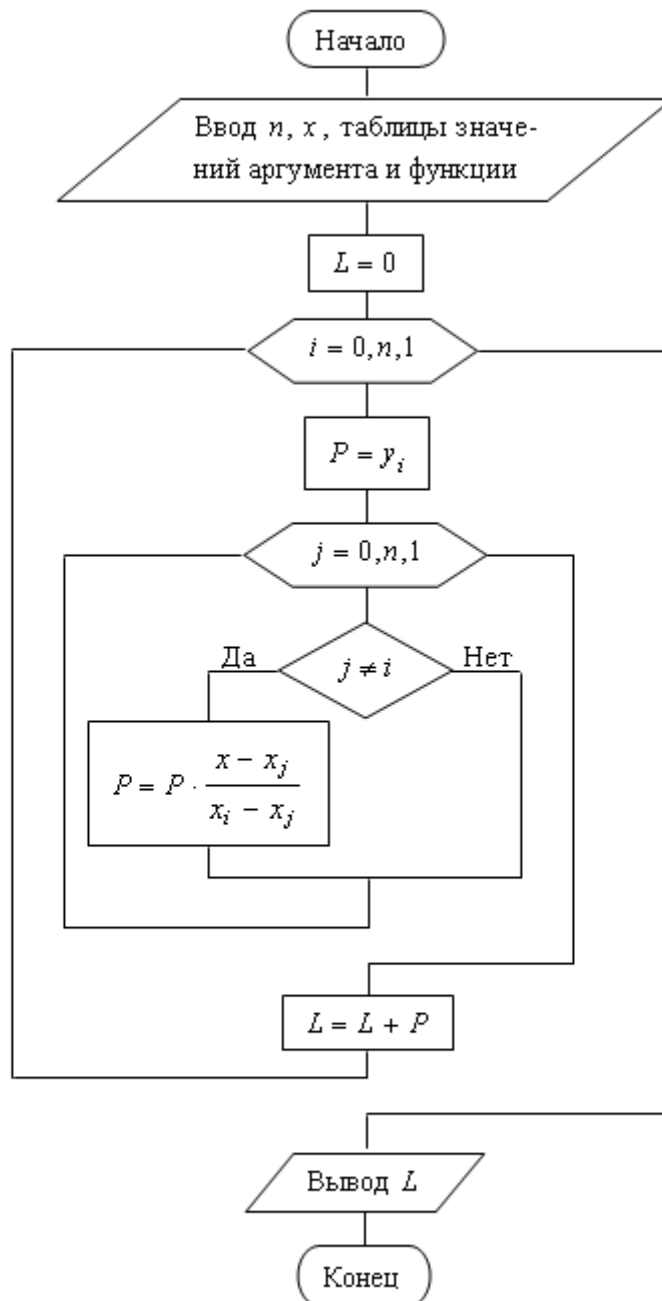 Начало
Ввод n, x, таблицы значе-
ний аргумента и функции
L = 0
i = 0,n,1
P = y_i
j = 0,n,1
Да
j ≠ i
Нет
P = P · (x − x_j)/(x_i − x_j)
L = L + P
Вывод L
Конец